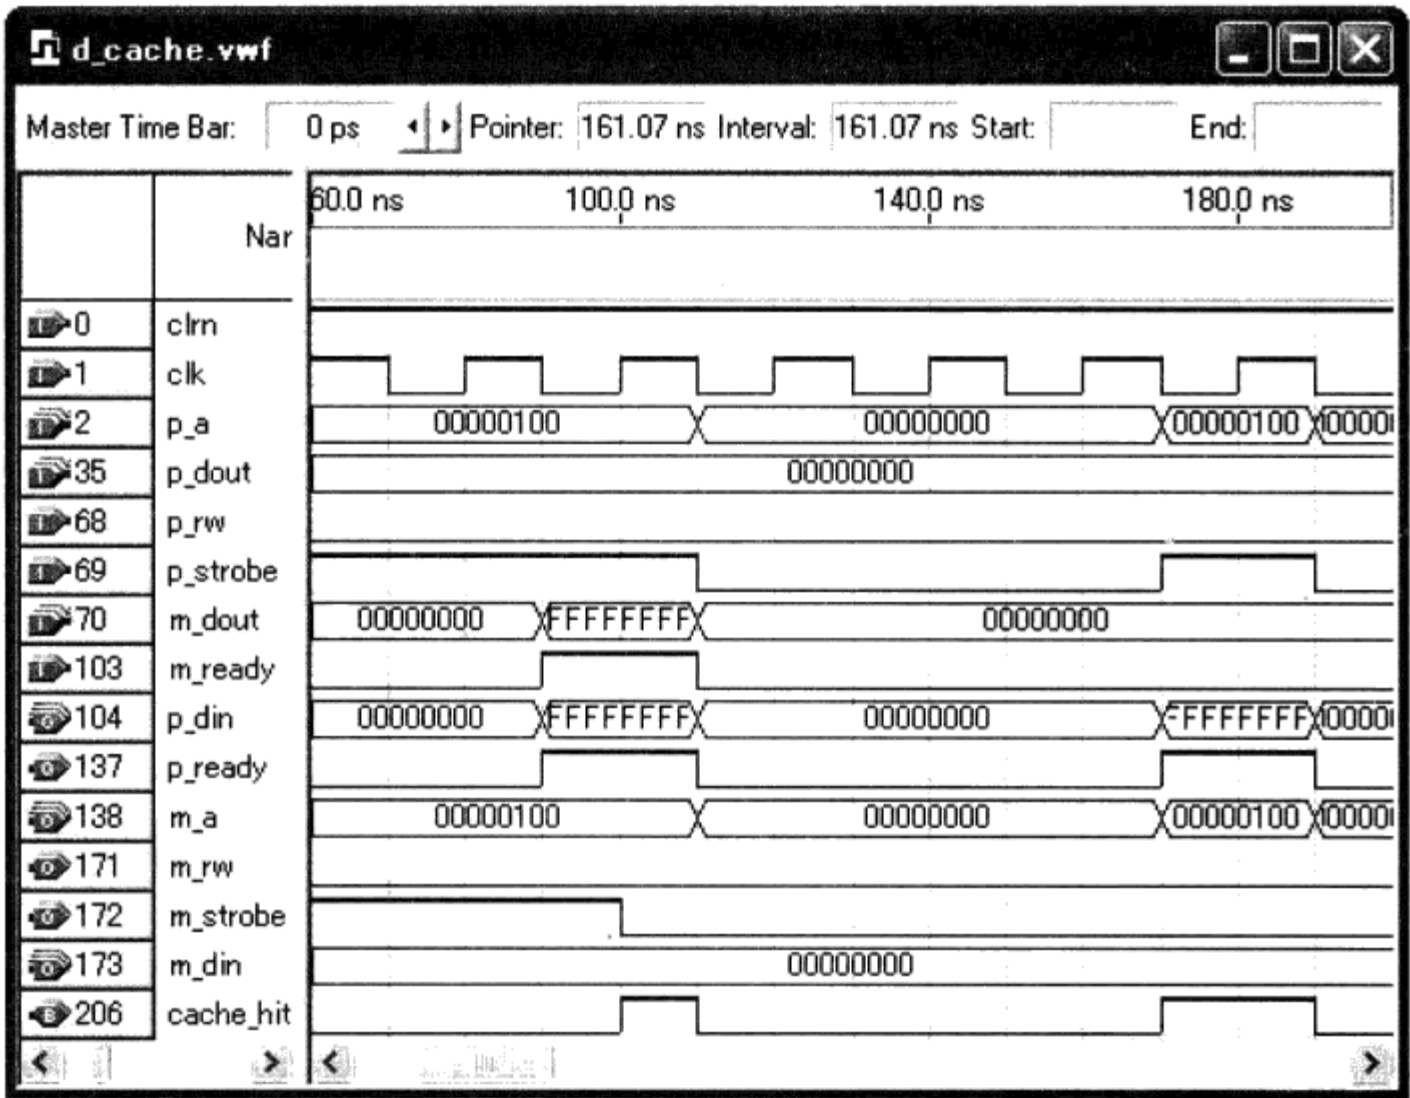 d_cache.vwf
Master Time Bar: 0 ps Pointer: 161.07 ns Interval: 161.07 ns Start: End:
Nar 60.0 ns 100.0 ns 140.0 ns 180.0 ns
0 clrn
1 clk
2 p_a 00000100 00000000 00000100
35 p_dout 00000000
68 p_rw
69 p_strobe
70 m_dout 00000000 FFFFFFFF 00000000
103 m_ready
104 p_din 00000000 FFFFFFFF 00000000 FFFFFFFF
137 p_ready
138 m_a 00000100 00000000 00000100
171 m_rw
172 m_strobe
173 m_din 00000000
206 cache_hit